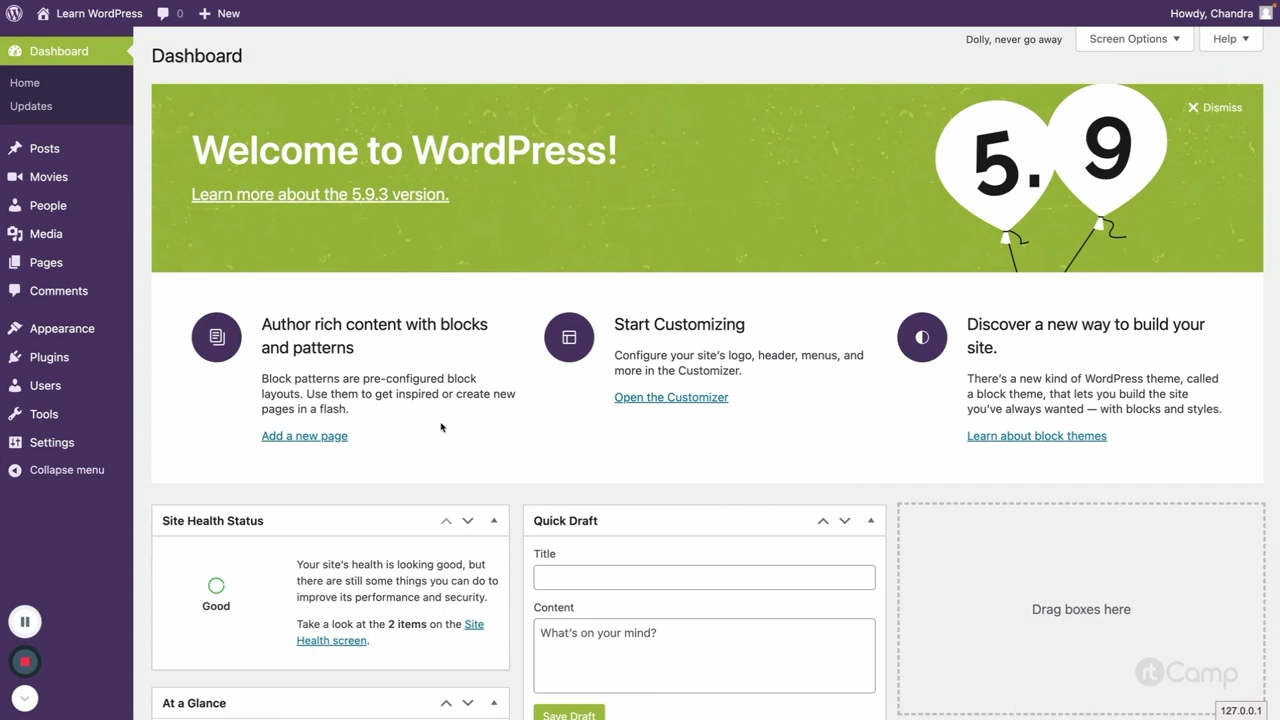 Learn WordPress
0
New
Howdy, Chandra
Dashboard
Home
Updates
Posts
Movies
People
Media
Pages
Comments
Appearance
Plugins
Users
Tools
Settings
Collapse menu
Dolly, never go away
Screen Options
Help
Dashboard
Welcome to WordPress!
Learn more about the 5.9.3 version.
5.9
Dismiss
Author rich content with blocks
and patterns
Block patterns are pre-configured block
layouts. Use them to get inspired or create new
pages in a flash.
Add a new page
Start Customizing
Configure your site's logo, header, menus, and
more in the Customizer.
Open the Customizer
Discover a new way to build your
site.
There's a new kind of WordPress theme, called
a block theme, that lets you build the site
you've always wanted — with blocks and styles.
Learn about block themes
Site Health Status
Good
Your site's health is looking good, but
there are still some things you can do to
improve its performance and security.
Take a look at the 2 items on the Site
Health screen.
At a Glance
Quick Draft
Title
Content
What's on your mind?
Save Draft
Drag boxes here
rtCamp
127.0.0.1